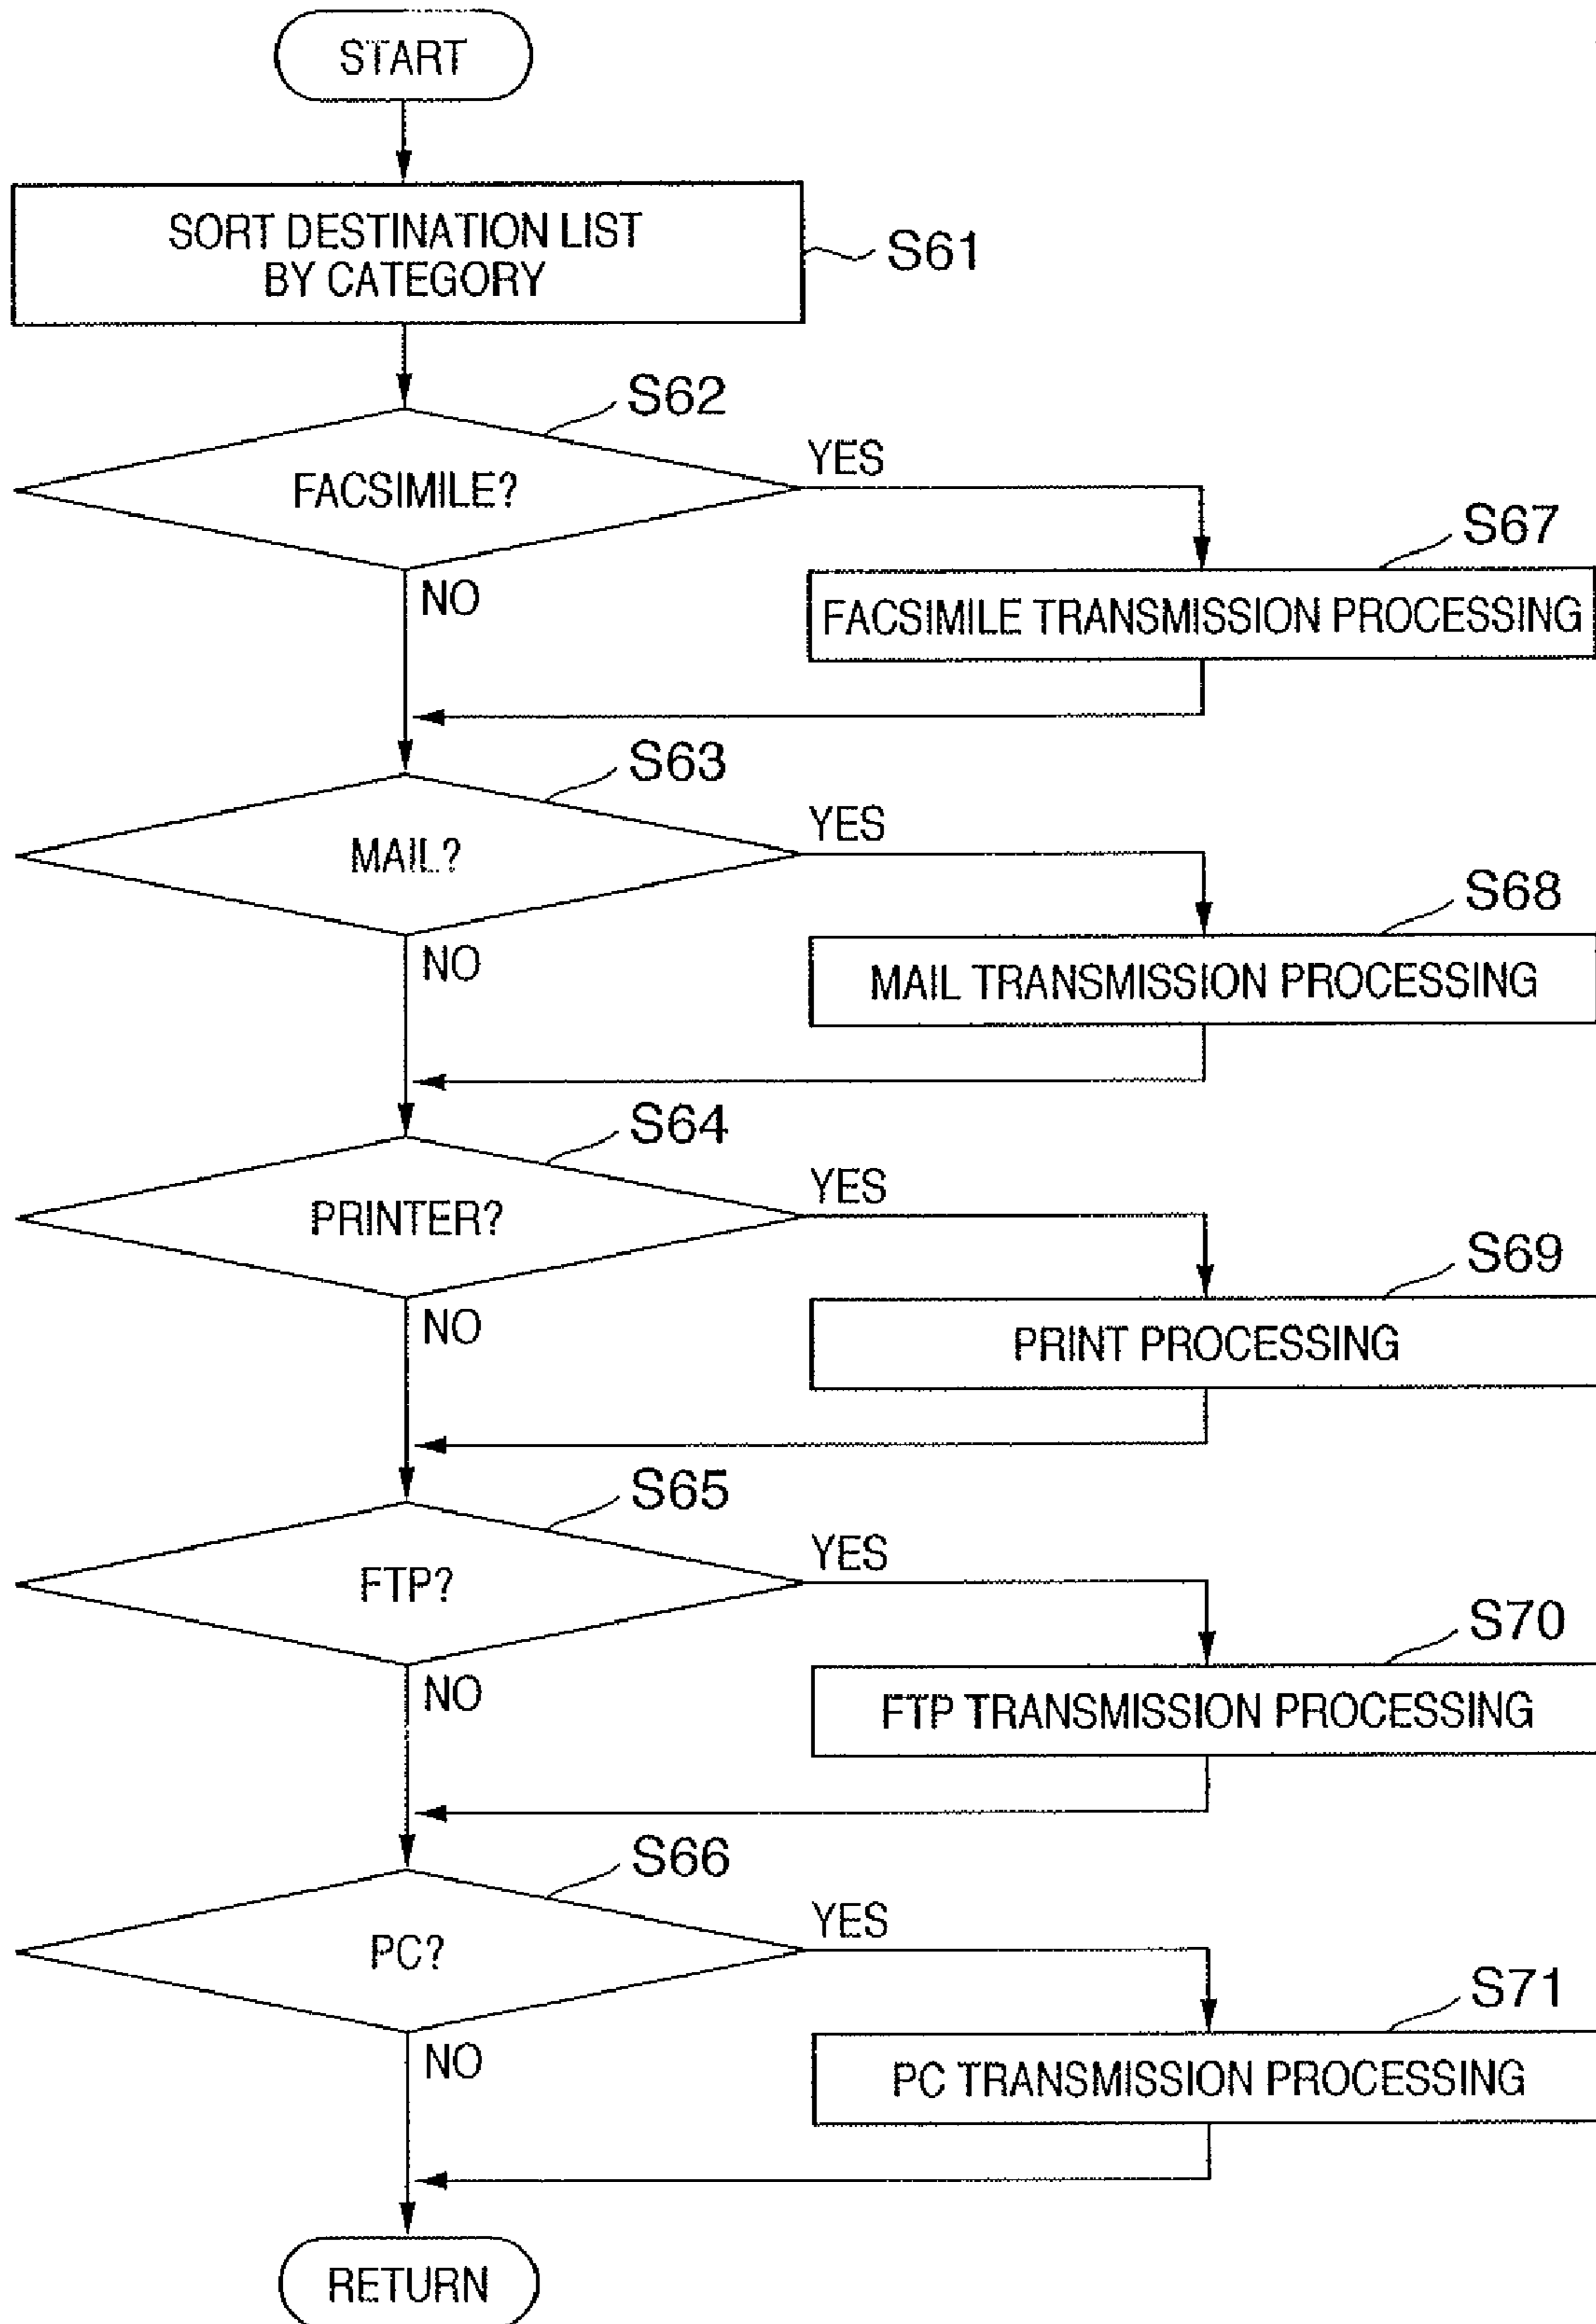 START
SORT DESTINATION LIST
BY CATEGORY
S61
S62
FACSIMILE?
YES
NO
S67
FACSIMILE TRANSMISSION PROCESSING
S63
MAIL?
YES
NO
S68
MAIL TRANSMISSION PROCESSING
S64
PRINTER?
YES
NO
S69
PRINT PROCESSING
S65
FTP?
YES
NO
S70
FTP TRANSMISSION PROCESSING
S66
PC?
YES
NO
S71
PC TRANSMISSION PROCESSING
RETURN